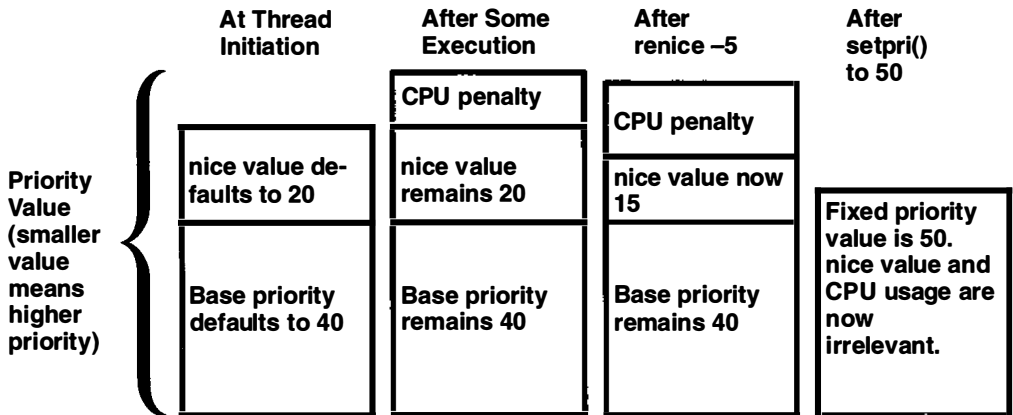 At Thread
Initiation
After Some
Execution
After
renice –5
After
setpri()
to 50
Priority
Value
(smaller
value
means
higher
priority)
nice value de-
faults to 20
Base priority
defaults to 40
CPU penalty
nice value
remains 20
Base priority
remains 40
CPU penalty
nice value now
15
Base priority
remains 40
Fixed priority
value is 50.
nice value and
CPU usage are
now
irrelevant.